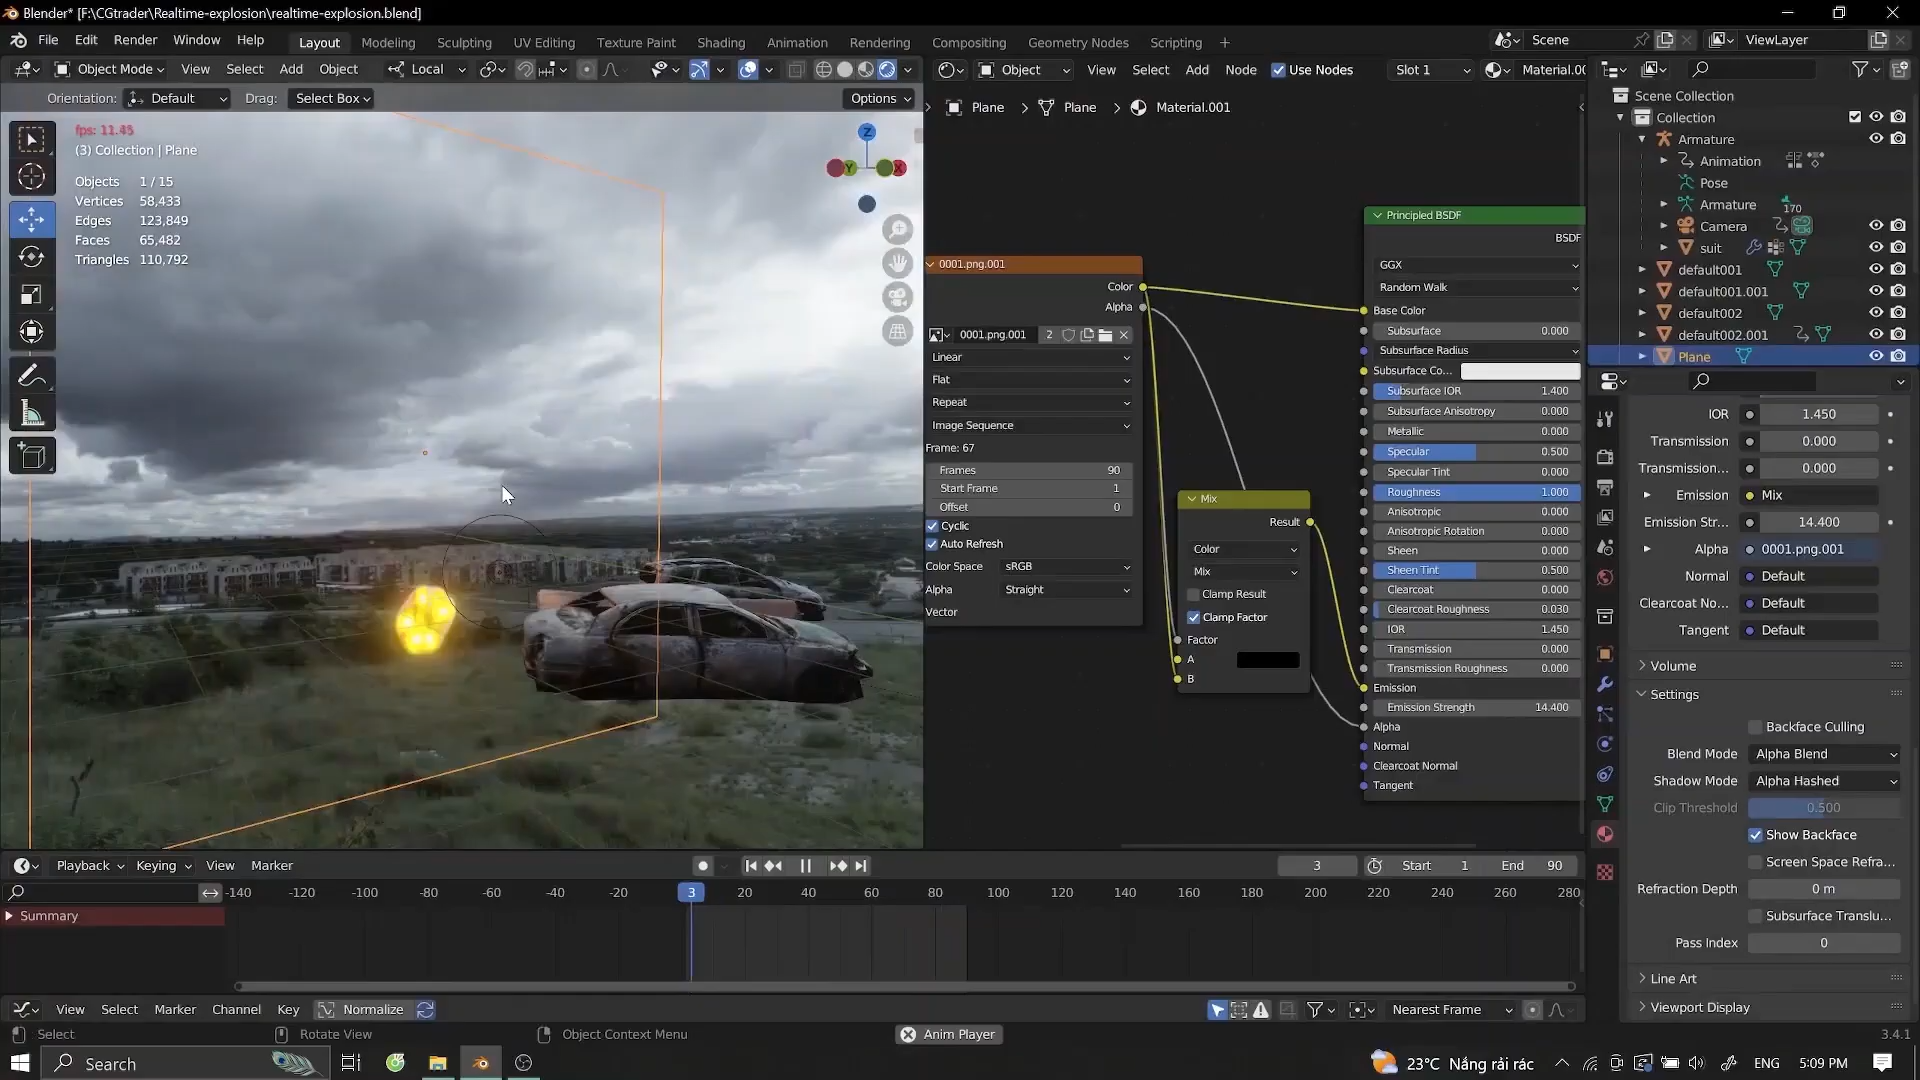 Blender* [F:\CGtrader\Realtime-explosion\realtime-explosion.blend]
File Edit Render Window Help Layout Modeling Sculpting UV Editing Texture Paint Shading Animation Rendering Compositing Geometry Nodes Scripting + Scene ViewLayer
Object Mode View Select Add Object Local
Object View Select Add Node Use Nodes Slot 1 Material.00
Orientation: Default Drag: Select Box Options
Plane > Plane > Material.001
fps: 11.45
(3) Collection | Plane
Objects 1 / 15
Vertices 58,433
Edges 123,849
Faces 65,482
Triangles 110,792
Z
Y
X
0001.png.001
Color
Alpha
0001.png.001 2
Linear
Flat
Repeat
Image Sequence
Frame: 67
Frames 90
Start Frame 1
Offset 0
Cyclic
Auto Refresh
Color Space sRGB
Alpha Straight
Vector
Mix
Result
Color
Mix
Clamp Result
Clamp Factor
Factor
A
B
Principled BSDF
BSDF
GGX
Random Walk
Base Color
Subsurface 0.000
Subsurface Radius
Subsurface Co...
Subsurface IOR 1.400
Subsurface Anisotropy 0.000
Metallic 0.000
Specular 0.500
Specular Tint 0.000
Roughness 1.000
Anisotropic 0.000
Anisotropic Rotation 0.000
Sheen 0.000
Sheen Tint 0.500
Clearcoat 0.000
Clearcoat Roughness 0.030
IOR 1.450
Transmission 0.000
Transmission Roughness 0.000
Emission
Emission Strength 14.400
Alpha
Normal
Clearcoat Normal
Tangent
Scene Collection
Collection
Armature
Animation
Pose
Armature 170
Camera
suit
default001
default001.001
default002
default002.001
Plane
IOR 1.450
Transmission 0.000
Transmission... 0.000
Emission Mix
Emission Str... 14.400
Alpha 0001.png.001
Normal Default
Clearcoat No... Default
Tangent Default
Volume
Settings
Backface Culling
Blend Mode Alpha Blend
Shadow Mode Alpha Hashed
Clip Threshold 0.500
Show Backface
Screen Space Refra...
Refraction Depth 0 m
Subsurface Translu...
Pass Index 0
Line Art
Viewport Display
Playback Keying View Marker 3 Start 1 End 90
-140 -120 -100 -80 -60 -40 -20 3 20 40 60 80 100 120 140 160 180 200 220 240 260 280
Summary
View Select Marker Channel Key Normalize Nearest Frame
Select Rotate View Object Context Menu Anim Player 3.4.1
Search 23°C Nắng rải rác ENG 5:09 PM